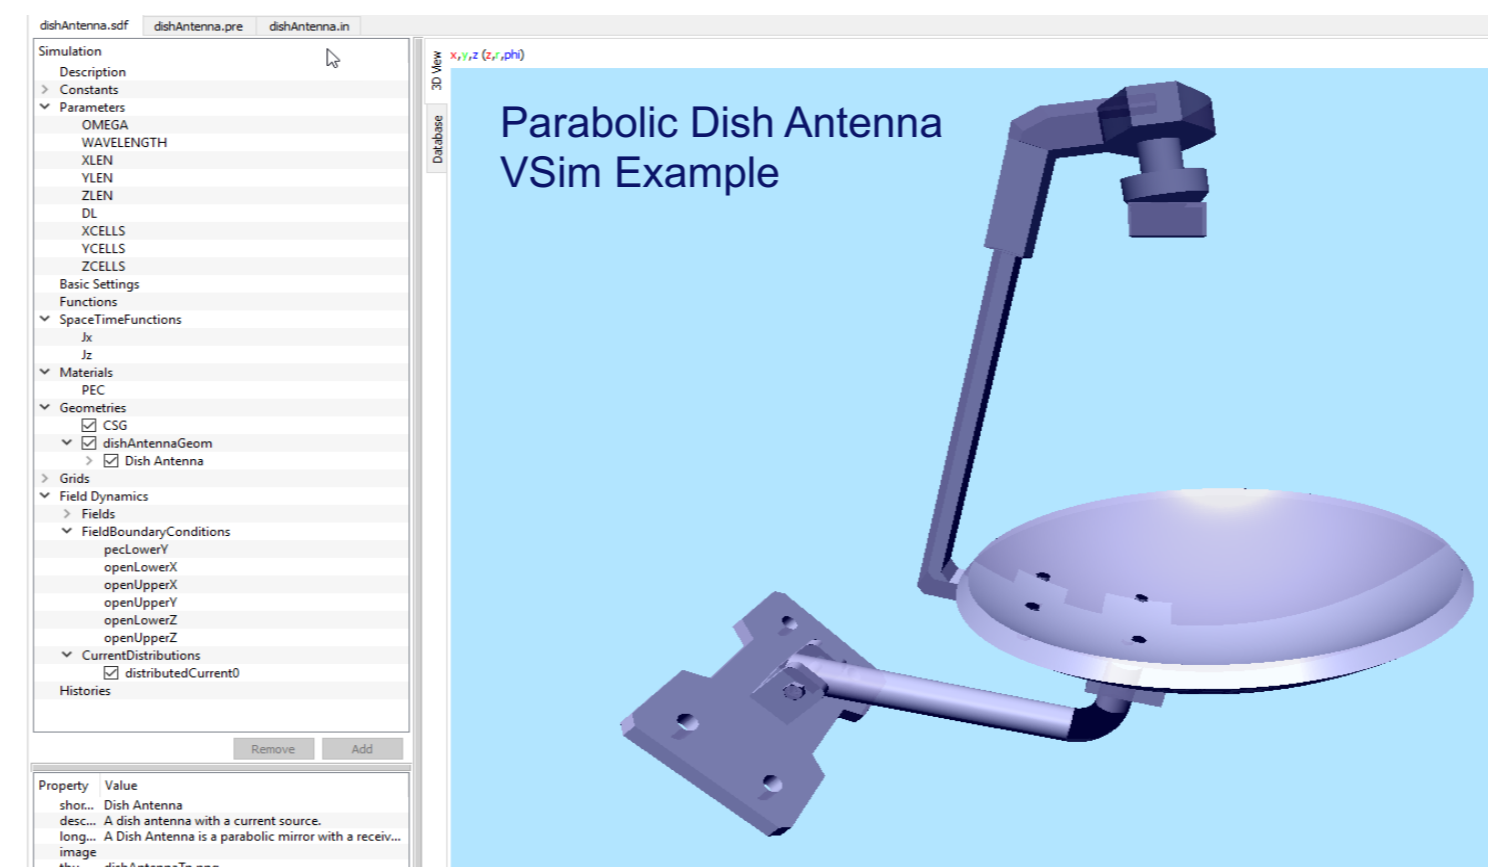 dishAntenna.sdf dishAntenna.pre dishAntenna.in
Simulation
Description
Constants
Parameters
OMEGA
WAVELENGTH
XLEN
YLEN
ZLEN
DL
XCELLS
YCELLS
ZCELLS
Basic Settings
Functions
SpaceTimeFunctions
Jx
Jz
Materials
PEC
Geometries
CSG
dishAntennaGeom
Dish Antenna
Grids
Field Dynamics
Fields
FieldBoundaryConditions
pecLowerY
openLowerX
openUpperX
openUpperY
openLowerZ
openUpperZ
CurrentDistributions
distributedCurrent0
Histories
Remove Add
Property Value
shor... Dish Antenna
desc... A dish antenna with a current source.
long... A Dish Antenna is a parabolic mirror with a receiv...
image
3D View
Database
x,y,z (z,r,phi)
Parabolic Dish Antenna
VSim Example